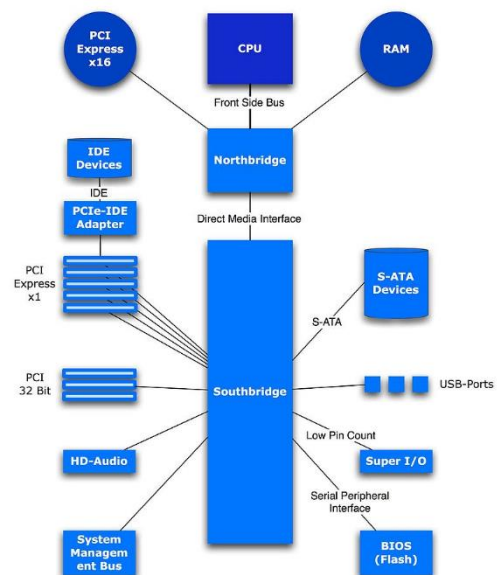 PCI
Express
x16
CPU
RAM
Front Side Bus
Northbridge
IDE
Devices
IDE
PCIe-IDE
Adapter
Direct Media Interface
PCI
Express
x1
S-ATA
Devices
S-ATA
PCI
32 Bit
Southbridge
USB-Ports
Low Pin Count
HD-Audio
Super I/O
Serial Peripheral
Interface
System
Managem
ent Bus
BIOS
(Flash)